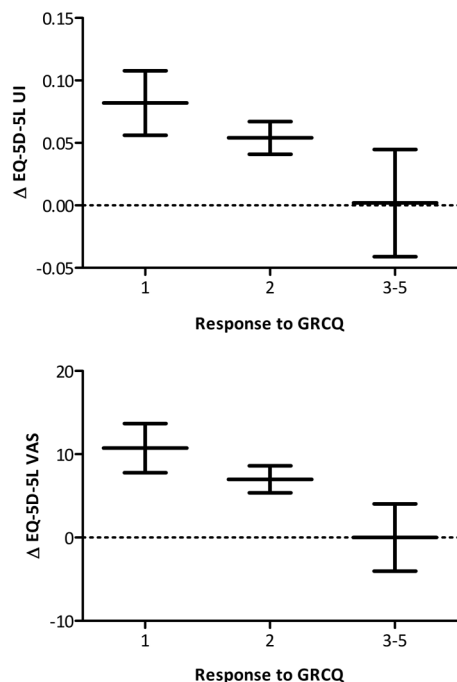 0.15
0.10
0.05
0.00
-0.05
Δ EQ-5D-5L UI
1 2 3-5
Response to GRCQ
20
10
0
-10
Δ EQ-5D-5L VAS
1 2 3-5
Response to GRCQ